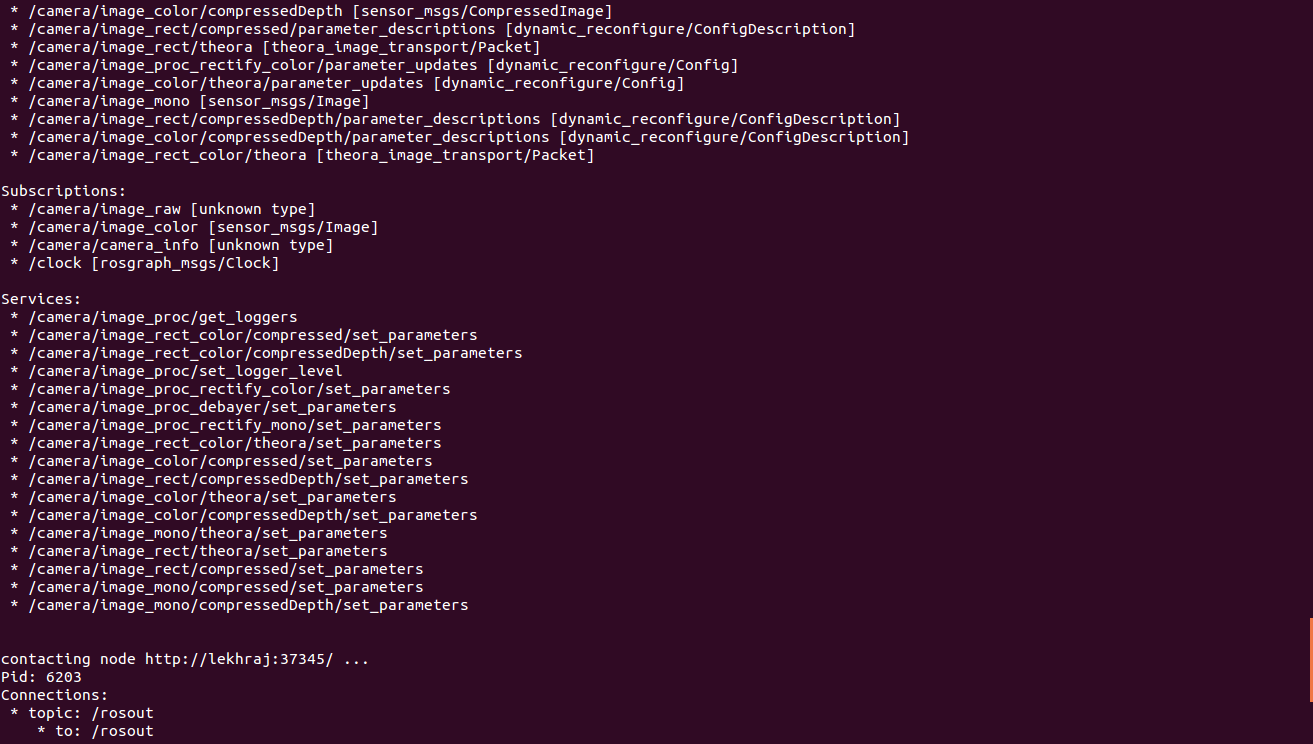 * /camera/image_color/compressedDepth [sensor_msgs/CompressedImage]
* /camera/image_rect/compressed/parameter_descriptions [dynamic_reconfigure/ConfigDescription]
* /camera/image_rect/theora [theora_image_transport/Packet]
* /camera/image_proc_rectify_color/parameter_updates [dynamic_reconfigure/Config]
* /camera/image_color/theora/parameter_updates [dynamic_reconfigure/Config]
* /camera/image_mono [sensor_msgs/Image]
* /camera/image_rect/compressedDepth/parameter_descriptions [dynamic_reconfigure/ConfigDescription]
* /camera/image_color/compressedDepth/parameter_descriptions [dynamic_reconfigure/ConfigDescription]
* /camera/image_rect_color/theora [theora_image_transport/Packet]

Subscriptions:
* /camera/image_raw [unknown type]
* /camera/image_color [sensor_msgs/Image]
* /camera/camera_info [unknown type]
* /clock [rosgraph_msgs/Clock]

Services:
* /camera/image_proc/get_loggers
* /camera/image_rect_color/compressed/set_parameters
* /camera/image_rect_color/compressedDepth/set_parameters
* /camera/image_proc/set_logger_level
* /camera/image_proc_rectify_color/set_parameters
* /camera/image_proc_debayer/set_parameters
* /camera/image_proc_rectify_mono/set_parameters
* /camera/image_rect_color/theora/set_parameters
* /camera/image_color/compressed/set_parameters
* /camera/image_rect/compressedDepth/set_parameters
* /camera/image_color/theora/set_parameters
* /camera/image_color/compressedDepth/set_parameters
* /camera/image_mono/theora/set_parameters
* /camera/image_rect/theora/set_parameters
* /camera/image_rect/compressed/set_parameters
* /camera/image_mono/compressed/set_parameters
* /camera/image_mono/compressedDepth/set_parameters

contacting node http://lekhraj:37345/ ...
Pid: 6203
Connections:
* topic: /rosout
* to: /rosout